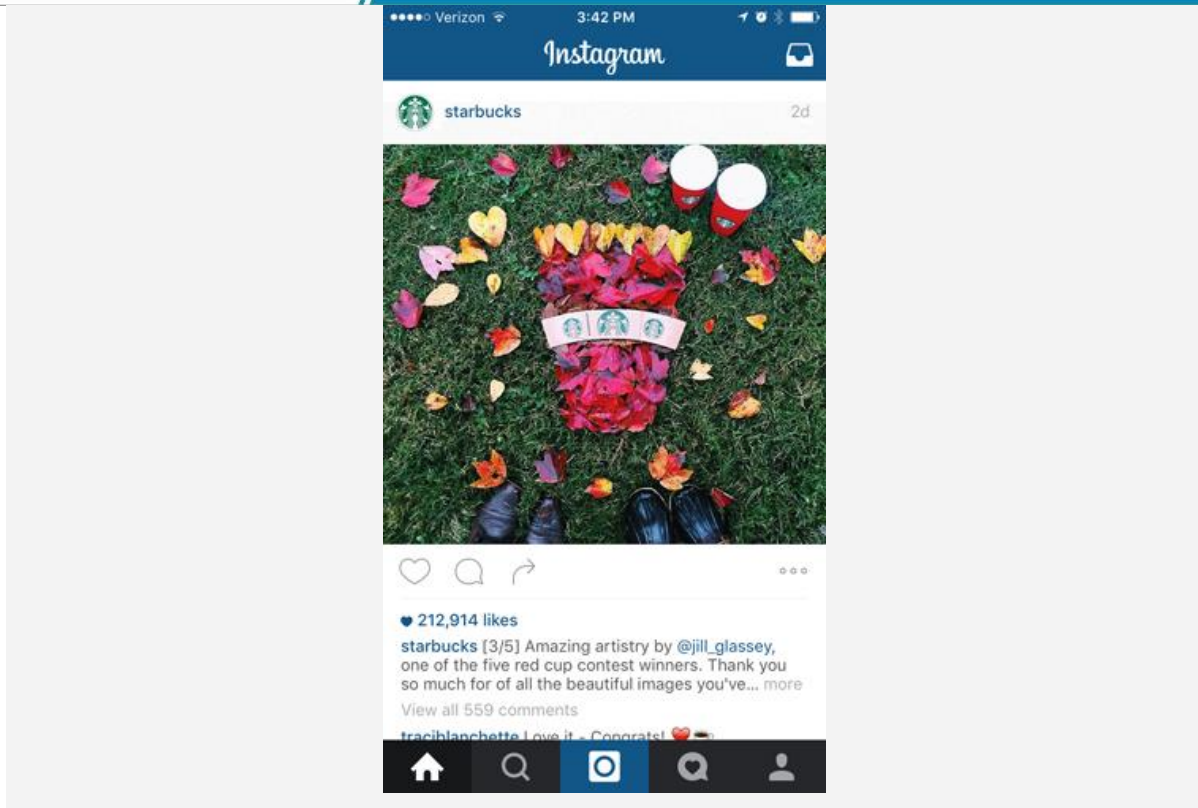 Verizon 3:42 PM
Instagram
starbucks 2d
212,914 likes
starbucks [3/5] Amazing artistry by @jill_glassey,
one of the five red cup contest winners. Thank you
so much for of all the beautiful images you've... more
View all 559 comments
traciblanchette Love it - Congrats!